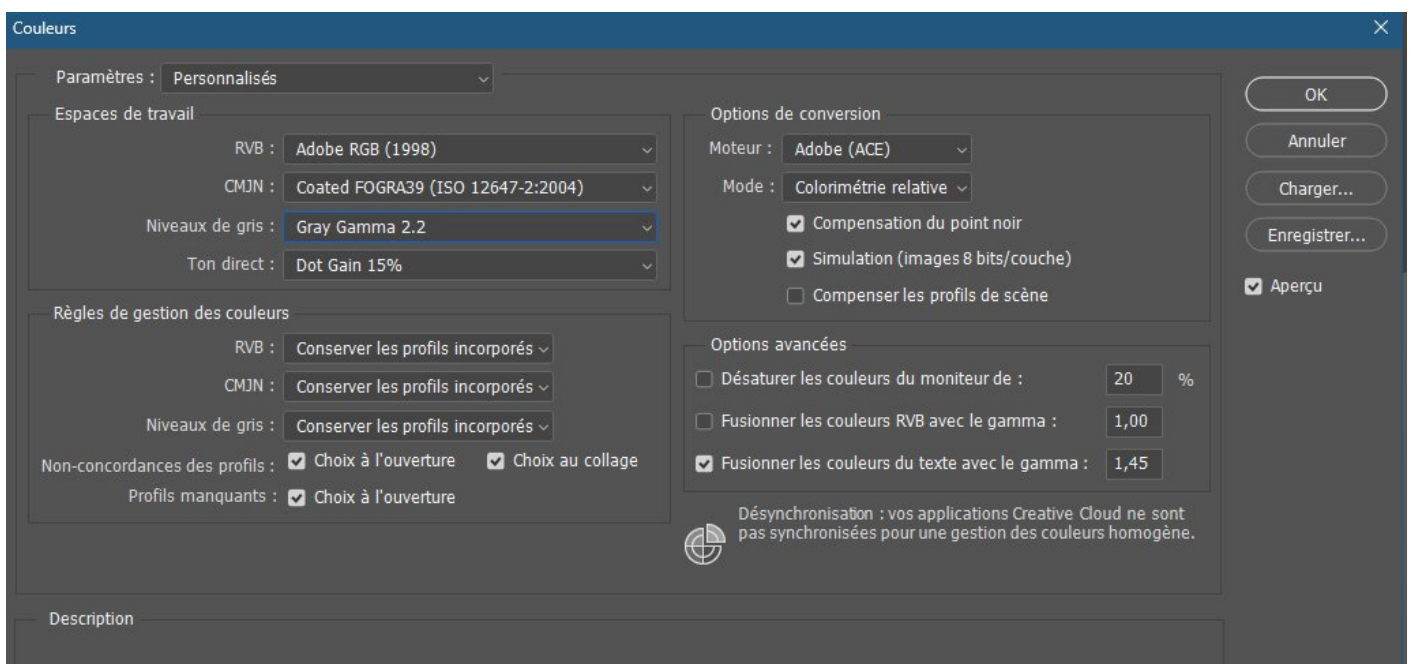 Couleurs
Paramètres : Personnalisés
Espaces de travail
RVB : Adobe RGB (1998)
CMJN : Coated FOGRA39 (ISO 12647-2:2004)
Niveaux de gris : Gray Gamma 2.2
Ton direct : Dot Gain 15%
Règles de gestion des couleurs
RVB : Conserver les profils incorporés
CMJN : Conserver les profils incorporés
Niveaux de gris : Conserver les profils incorporés
Non-concordances des profils : Choix à l'ouverture Choix au collage
Profils manquants : Choix à l'ouverture
Options de conversion
Moteur : Adobe (ACE)
Mode : Colorimétrie relative
Compensation du point noir
Simulation (images 8 bits/couche)
Compenser les profils de scène
Options avancées
Désaturer les couleurs du moniteur de : 20 %
Fusionner les couleurs RVB avec le gamma : 1,00
Fusionner les couleurs du texte avec le gamma : 1,45
Désynchronisation : vos applications Creative Cloud ne sont
pas synchronisées pour une gestion des couleurs homogène.
OK
Annuler
Charger...
Enregistrer...
Aperçu
Description